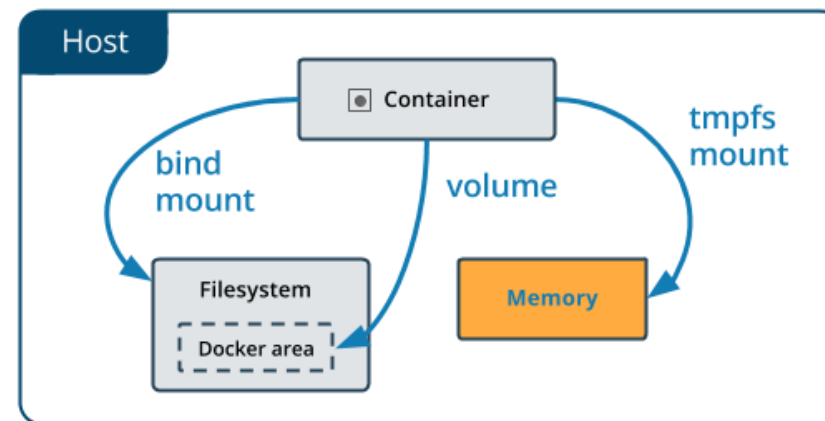 Host
Container
tmpfs
mount
bind
mount
volume
Filesystem
Memory
Docker area